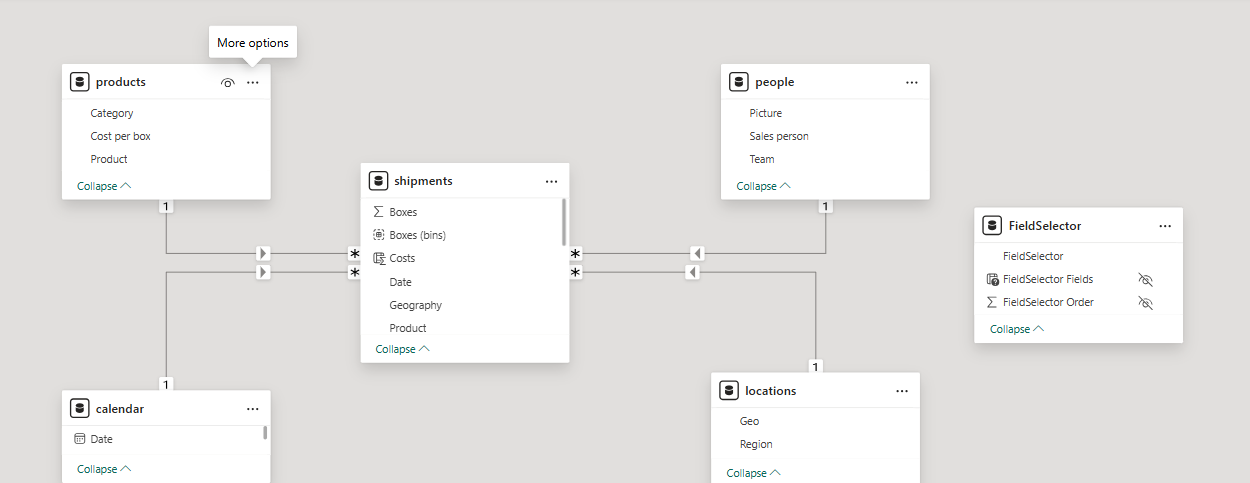 More options
products
Category
Cost per box
Product
Collapse
1
people
Picture
Sales person
Team
Collapse
1
shipments
Boxes
Boxes (bins)
Costs
Date
Geography
Product
Collapse
*
*
*
*
FieldSelector
FieldSelector
FieldSelector Fields
FieldSelector Order
Collapse
1
calendar
Date
Collapse
1
locations
Geo
Region
Collapse